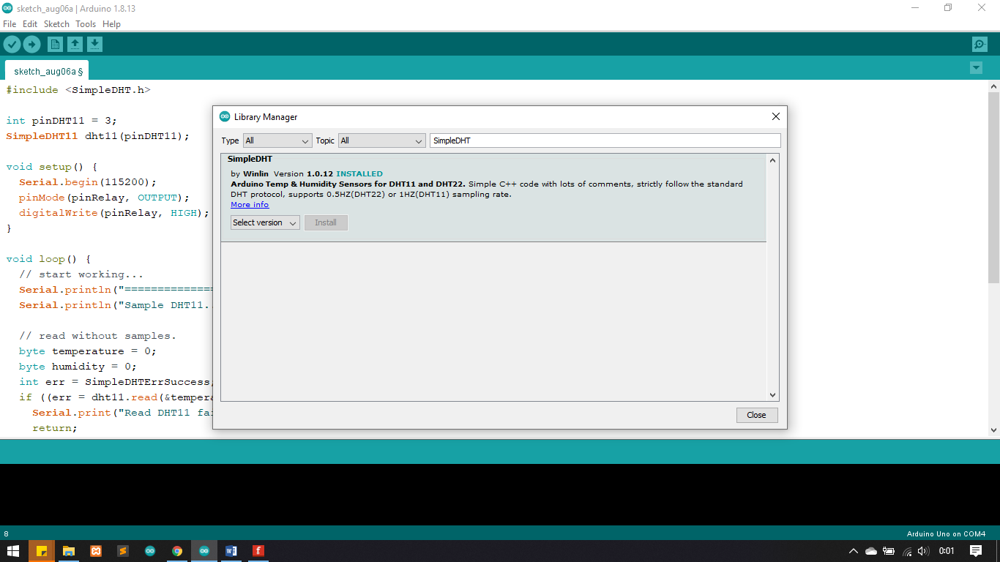 sketch_aug06a | Arduino 1.8.13
File Edit Sketch Tools Help
sketch_aug06a §
#include <SimpleDHT.h>
int pinDHT11 = 3;
SimpleDHT11 dht11(pinDHT11);
void setup() {
Serial.begin(115200);
pinMode(pinRelay, OUTPUT);
digitalWrite(pinRelay, HIGH);
}
void loop() {
// start working...
Serial.println("==============
Serial.println("Sample DHT11..
// read without samples.
byte temperature = 0;
byte humidity = 0;
int err = SimpleDHTErrSuccess;
if ((err = dht11.read(&tempera
Serial.print("Read DHT11 fai
return;
Library Manager
Type All Topic All SimpleDHT
SimpleDHT
by Winlin Version 1.0.12 INSTALLED
Arduino Temp & Humidity Sensors for DHT11 and DHT22. Simple C++ code with lots of comments, strictly follow the standard
DHT protocol, supports 0.5HZ(DHT22) or 1HZ(DHT11) sampling rate.
More info
Select version Install
Close
8 Arduino Uno on COM4
0:01